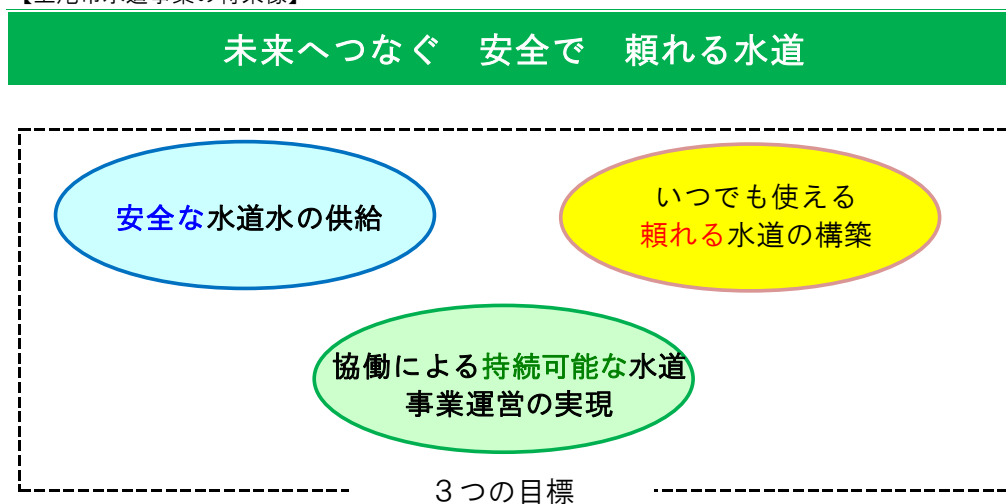 未来へつなぐ　安全で　頼れる水道
安全な水道水の供給
いつでも使える
頼れる水道の構築
協働による持続可能な水道
事業運営の実現
３つの目標